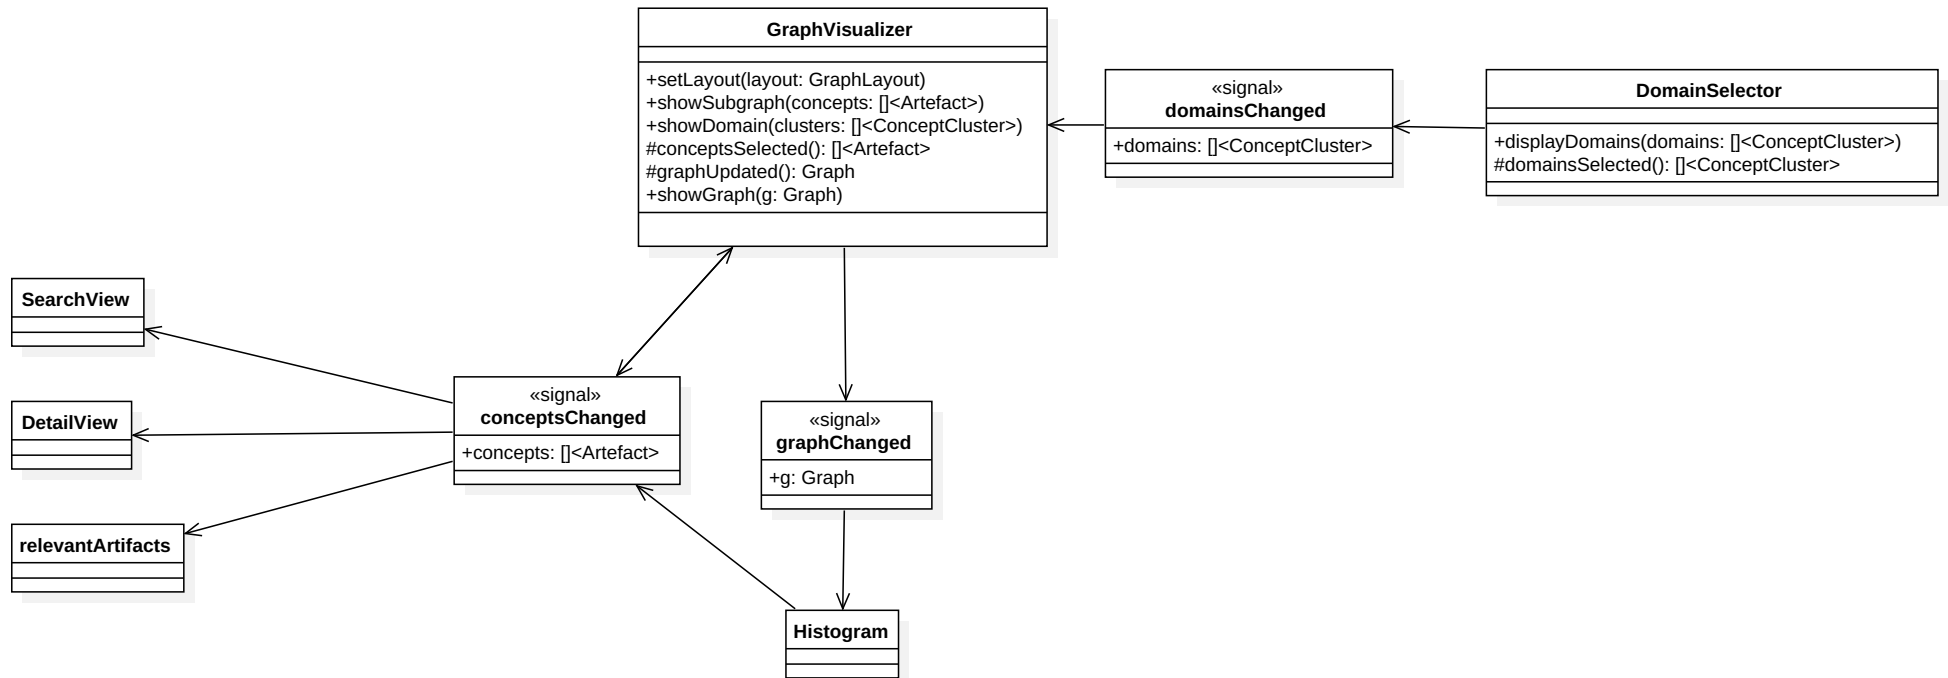 GraphVisualizer
+setLayout(layout: GraphLayout)
+showSubgraph(concepts: []<Artefact>)
+showDomain(clusters: []<ConceptCluster>)
#conceptsSelected(): []<Artefact>
#graphUpdated(): Graph
+showGraph(g: Graph)
«signal»
domainsChanged
+domains: []<ConceptCluster>
DomainSelector
+displayDomains(domains: []<ConceptCluster>)
#domainsSelected(): []<ConceptCluster>
SearchView
DetailView
relevantArtifacts
«signal»
conceptsChanged
+concepts: []<Artefact>
«signal»
graphChanged
+g: Graph
Histogram